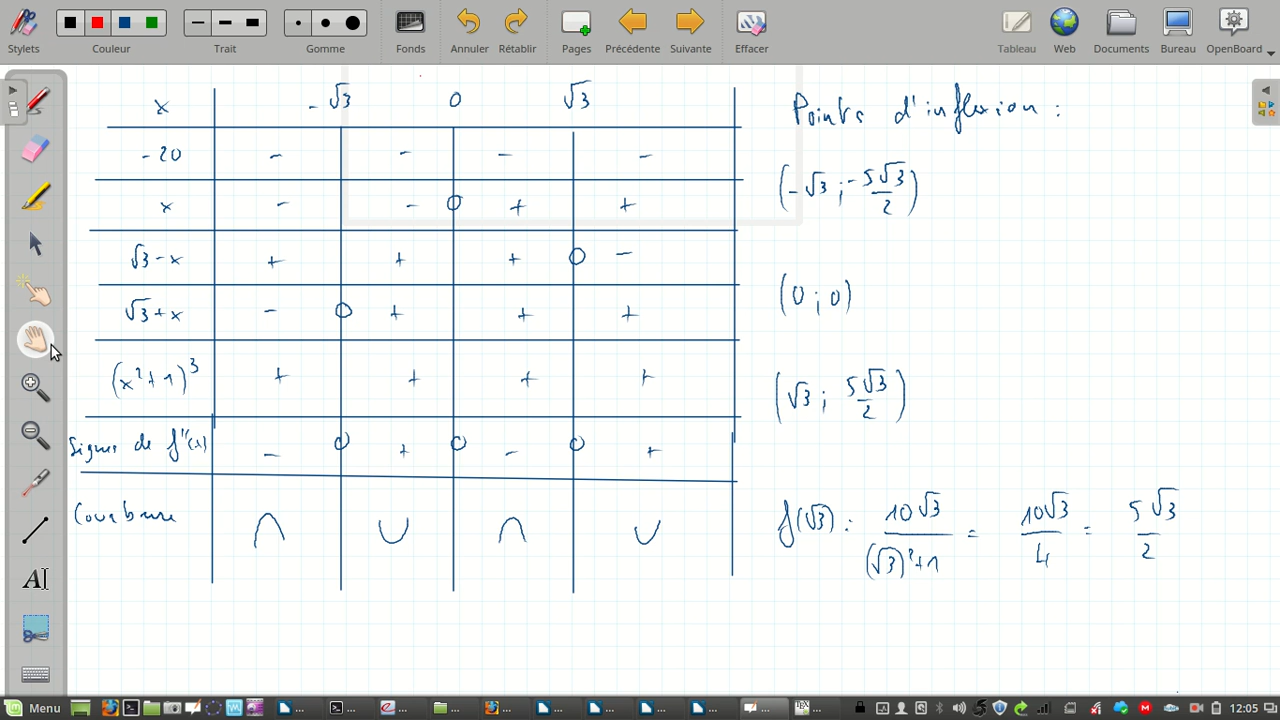 Stylets Couleur Trait Gomme Fonds Annuler Rétablir Pages Précédente Suivante Effacer Tableau Web Documents Bureau OpenBoard
x -√3 0 √3
-20 - - - -
x - - 0 + +
√3-x + + + 0 -
√3+x - 0 + + +
(x²+1)³ + + + +
Signes de f"(x) - 0 + 0 - 0 +
Courbure ∩ ∪ ∩ ∪
Points d'inflexion :
(-√3 ; -5√3/2)
(0 ; 0)
(√3 ; 5√3/2)
f(√3) : 10√3/((√3)²+1) = 10√3/4 = 5√3/2
AI
Menu ... ... ... ... ... ... ... ... ... ... ... 12:05